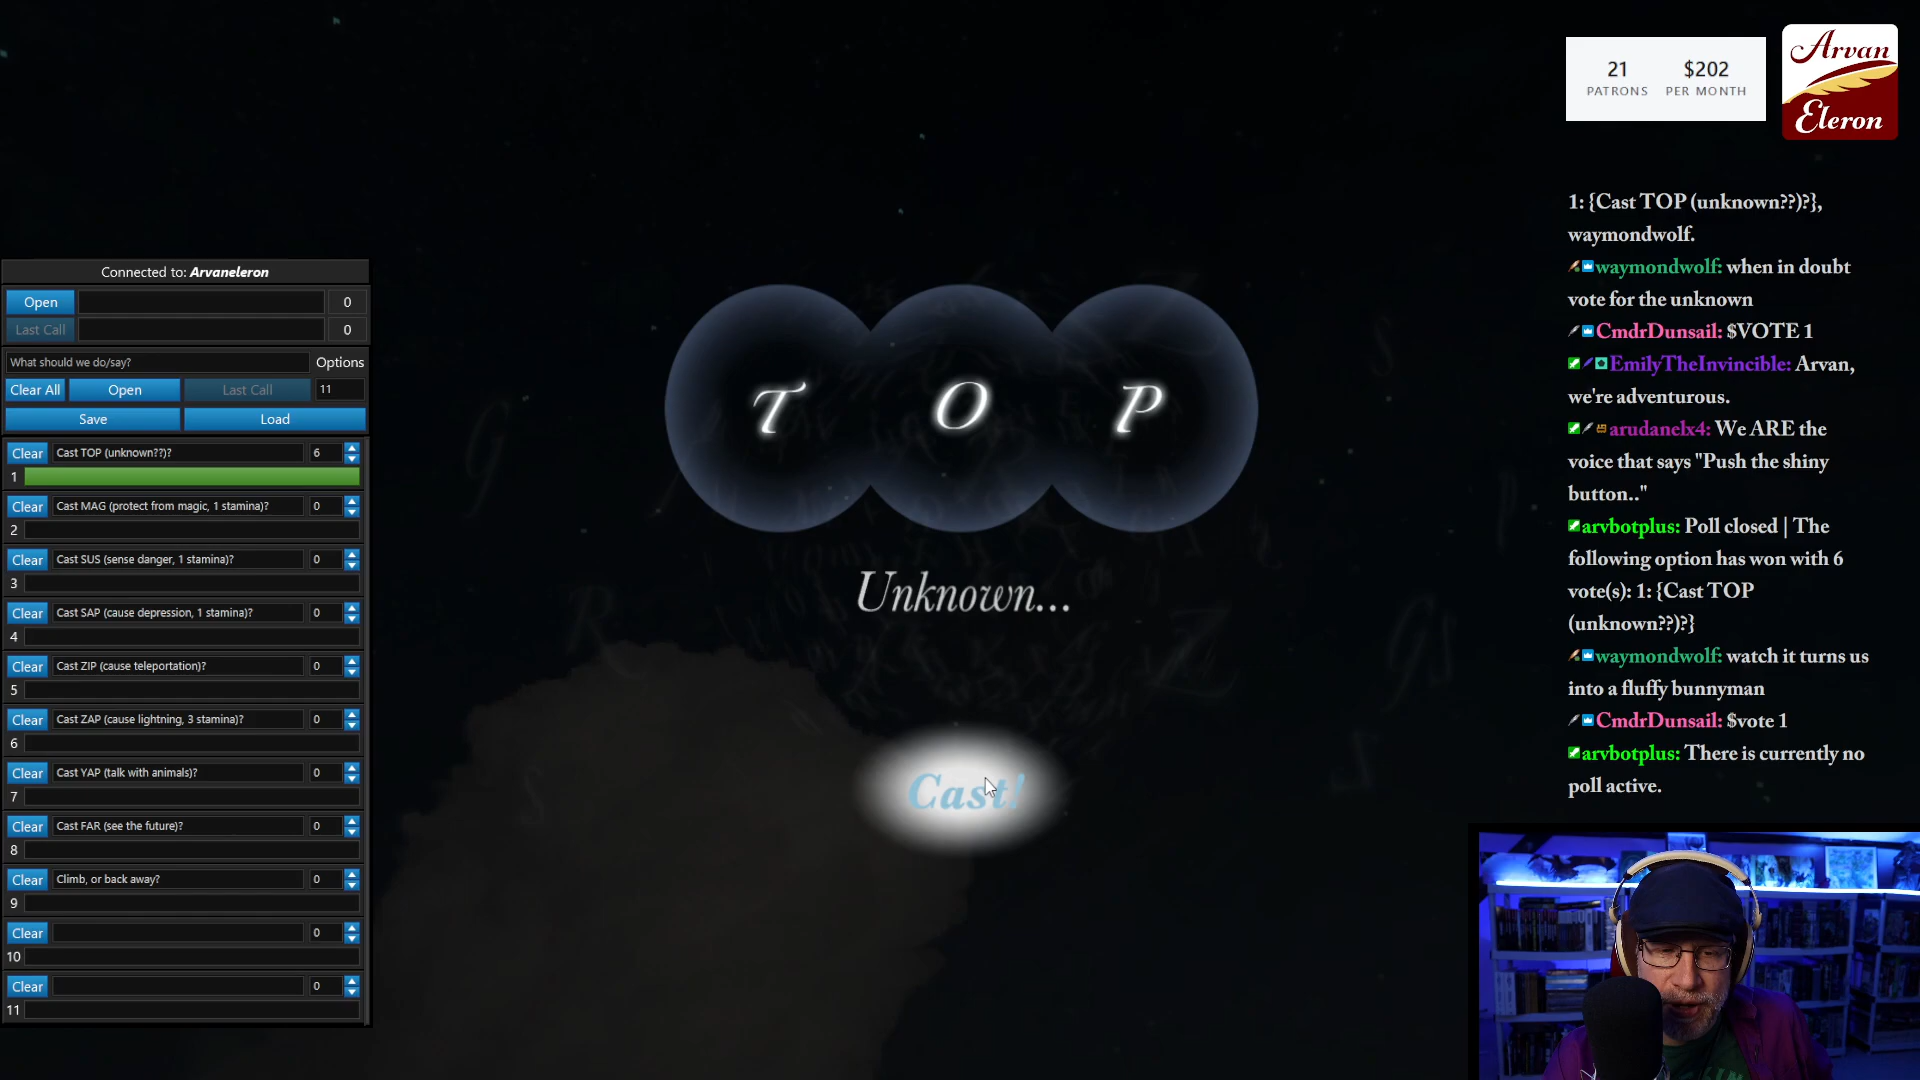 Connected to: Arvaneleron
Open 0
Last Call 0
What should we do/say? Options
Clear All Open Last Call 11
Save Load
Clear Cast TOP (unknown??)? 6
1
Clear Cast MAG (protect from magic, 1 stamina)? 0
2
Clear Cast SUS (sense danger, 1 stamina)? 0
3
Clear Cast SAP (cause depression, 1 stamina)? 0
4
Clear Cast ZIP (cause teleportation)? 0
5
Clear Cast ZAP (cause lightning, 3 stamina)? 0
6
Clear Cast YAP (talk with animals)? 0
7
Clear Cast FAR (see the future)? 0
8
Clear Climb, or back away? 0
9
Clear 0
10
Clear 0
11
T O P
Unknown...
Cast!
21 $202
PATRONS PER MONTH
Arvan
Eleron
1: {Cast TOP (unknown??)?},
waymondwolf.
waymondwolf: when in doubt
vote for the unknown
CmdrDunsail: $VOTE 1
EmilyTheInvincible: Arvan,
we're adventurous.
arudanelx4: We ARE the
voice that says "Push the shiny
button.."
arvbotplus: Poll closed | The
following option has won with 6
vote(s): 1: {Cast TOP
(unknown??)?}
waymondwolf: watch it turns us
into a fluffy bunnyman
CmdrDunsail: $vote 1
arvbotplus: There is currently no
poll active.